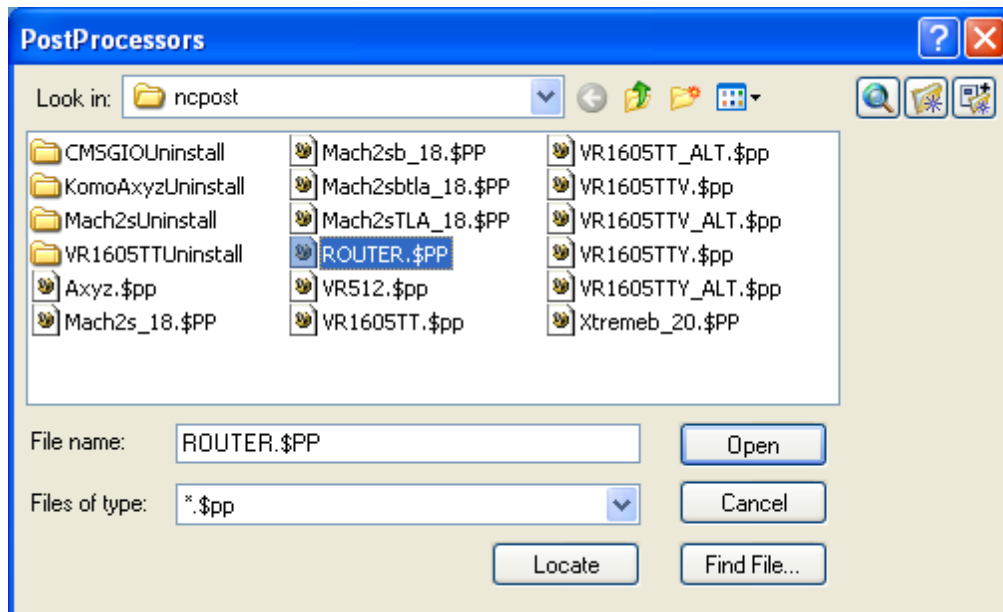 PostProcessors
Look in: ncpost
CMSGIOUninstall
KomoAxyzUninstall
Mach2sUninstall
VR1605TTUninstall
Axyz.$pp
Mach2s_18.$PP
Mach2sb_18.$PP
Mach2sbtla_18.$PP
Mach2sTLA_18.$PP
ROUTER.$PP
VR512.$pp
VR1605TT.$pp
VR1605TT_ALT.$pp
VR1605TTV.$pp
VR1605TTV_ALT.$pp
VR1605TTY.$pp
VR1605TTY_ALT.$pp
Xtremeb_20.$PP
File name: ROUTER.$PP Open
Files of type: *.$pp Cancel
Locate Find File...